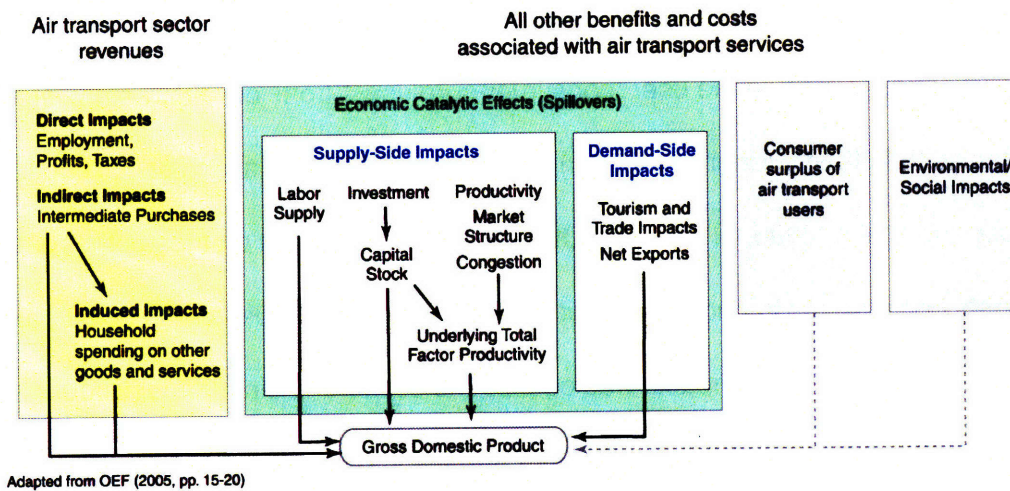 Air transport sector
revenues
All other benefits and costs
associated with air transport services
Direct Impacts
Employment,
Profits, Taxes
Indirect Impacts
Intermediate Purchases
Induced Impacts
Household
spending on other
goods and services
Economic Catalytic Effects (Spillovers)
Supply-Side Impacts
Labor
Supply
Investment
Capital
Stock
Productivity
Market
Structure
Congestion
Underlying Total
Factor Productivity
Demand-Side
Impacts
Tourism and
Trade Impacts
Net Exports
Consumer
surplus of
air transport
users
Environmental/
Social Impacts
Gross Domestic Product
Adapted from OEF (2005, pp. 15-20)